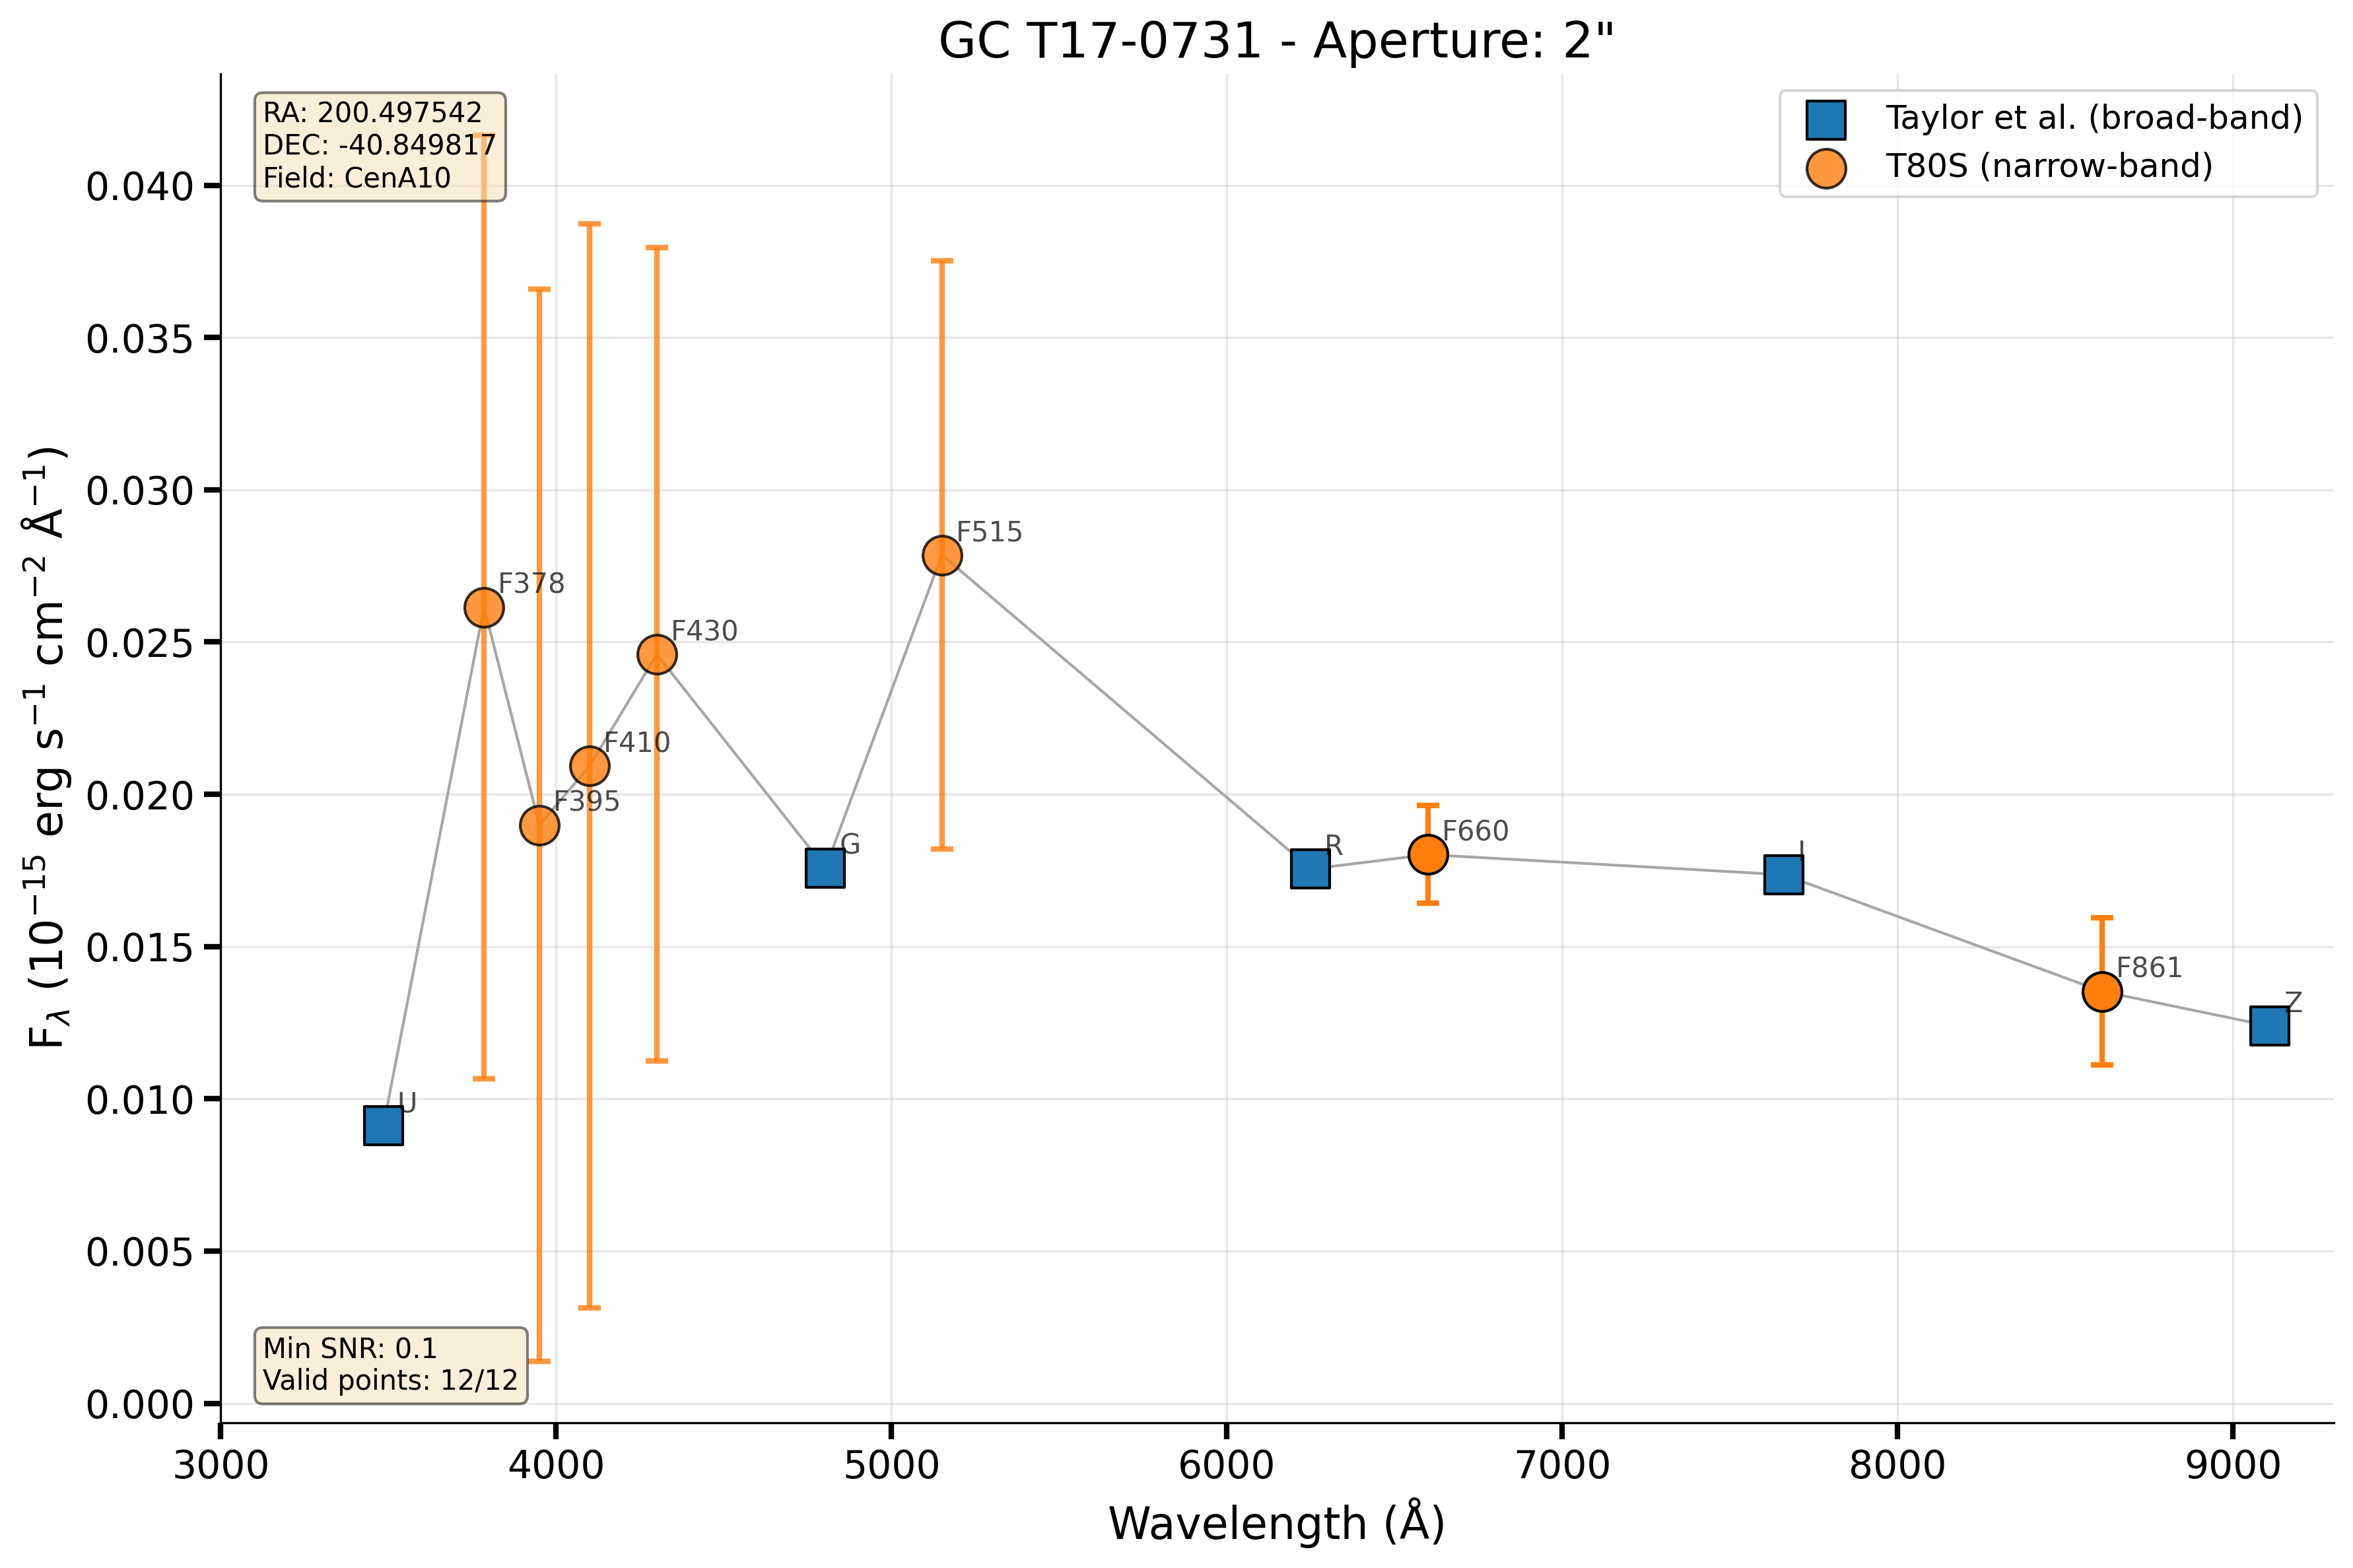 GC T17-0731 - Aperture: 2"
RA: 200.497542
DEC: -40.849817
Field: CenA10
Taylor et al. (broad-band)
T80S (narrow-band)
F_λ (10⁻¹⁵ erg s⁻¹ cm⁻² Å⁻¹)
0.040
0.035
0.030
0.025
0.020
0.015
0.010
0.005
0.000
F515
F378
F430
F410
F395
G
R
F660
I
F861
Z
U
Min SNR: 0.1
Valid points: 12/12
3000
4000
5000
6000
7000
8000
9000
Wavelength (Å)